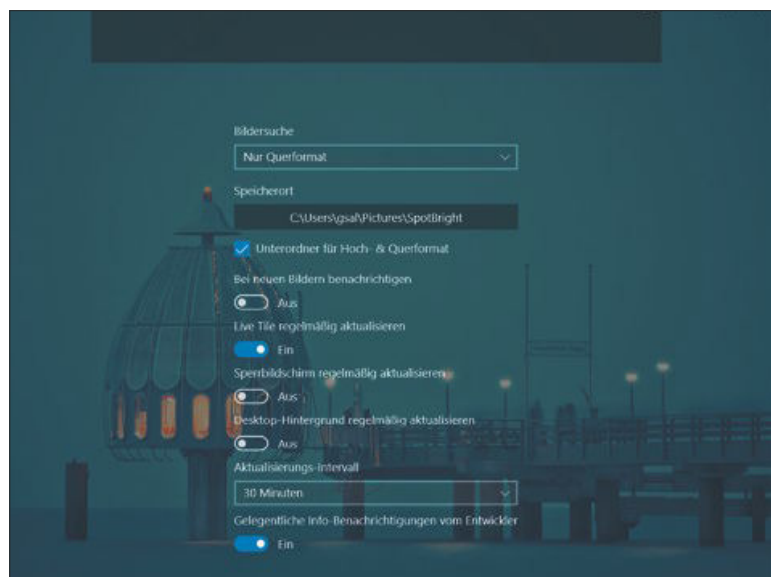 Bildersuche
Nur Querformat
Speicherort
C:\Users\gsal\Pictures\SpotBright
Unterordner für Hoch- & Querformat
Bei neuen Bildern benachrichtigen
Aus
Live Tile regelmäßig aktualisieren
Ein
Sperrbildschirm regelmäßig aktualisieren
Aus
Desktop-Hintergrund regelmäßig aktualisieren
Aus
Aktualisierungs-Intervall
30 Minuten
Gelegentliche Info-Benachrichtigungen vom Entwickler
Ein